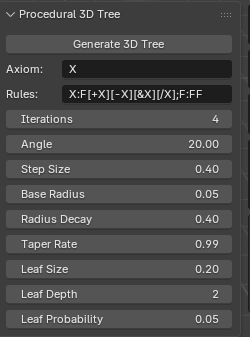 Procedural 3D Tree
Generate 3D Tree
Axiom: X
Rules: X:F[+X][-X][&X][/X];F:FF
Iterations 4
Angle 20.00
Step Size 0.40
Base Radius 0.05
Radius Decay 0.40
Taper Rate 0.99
Leaf Size 0.20
Leaf Depth 2
Leaf Probability 0.05